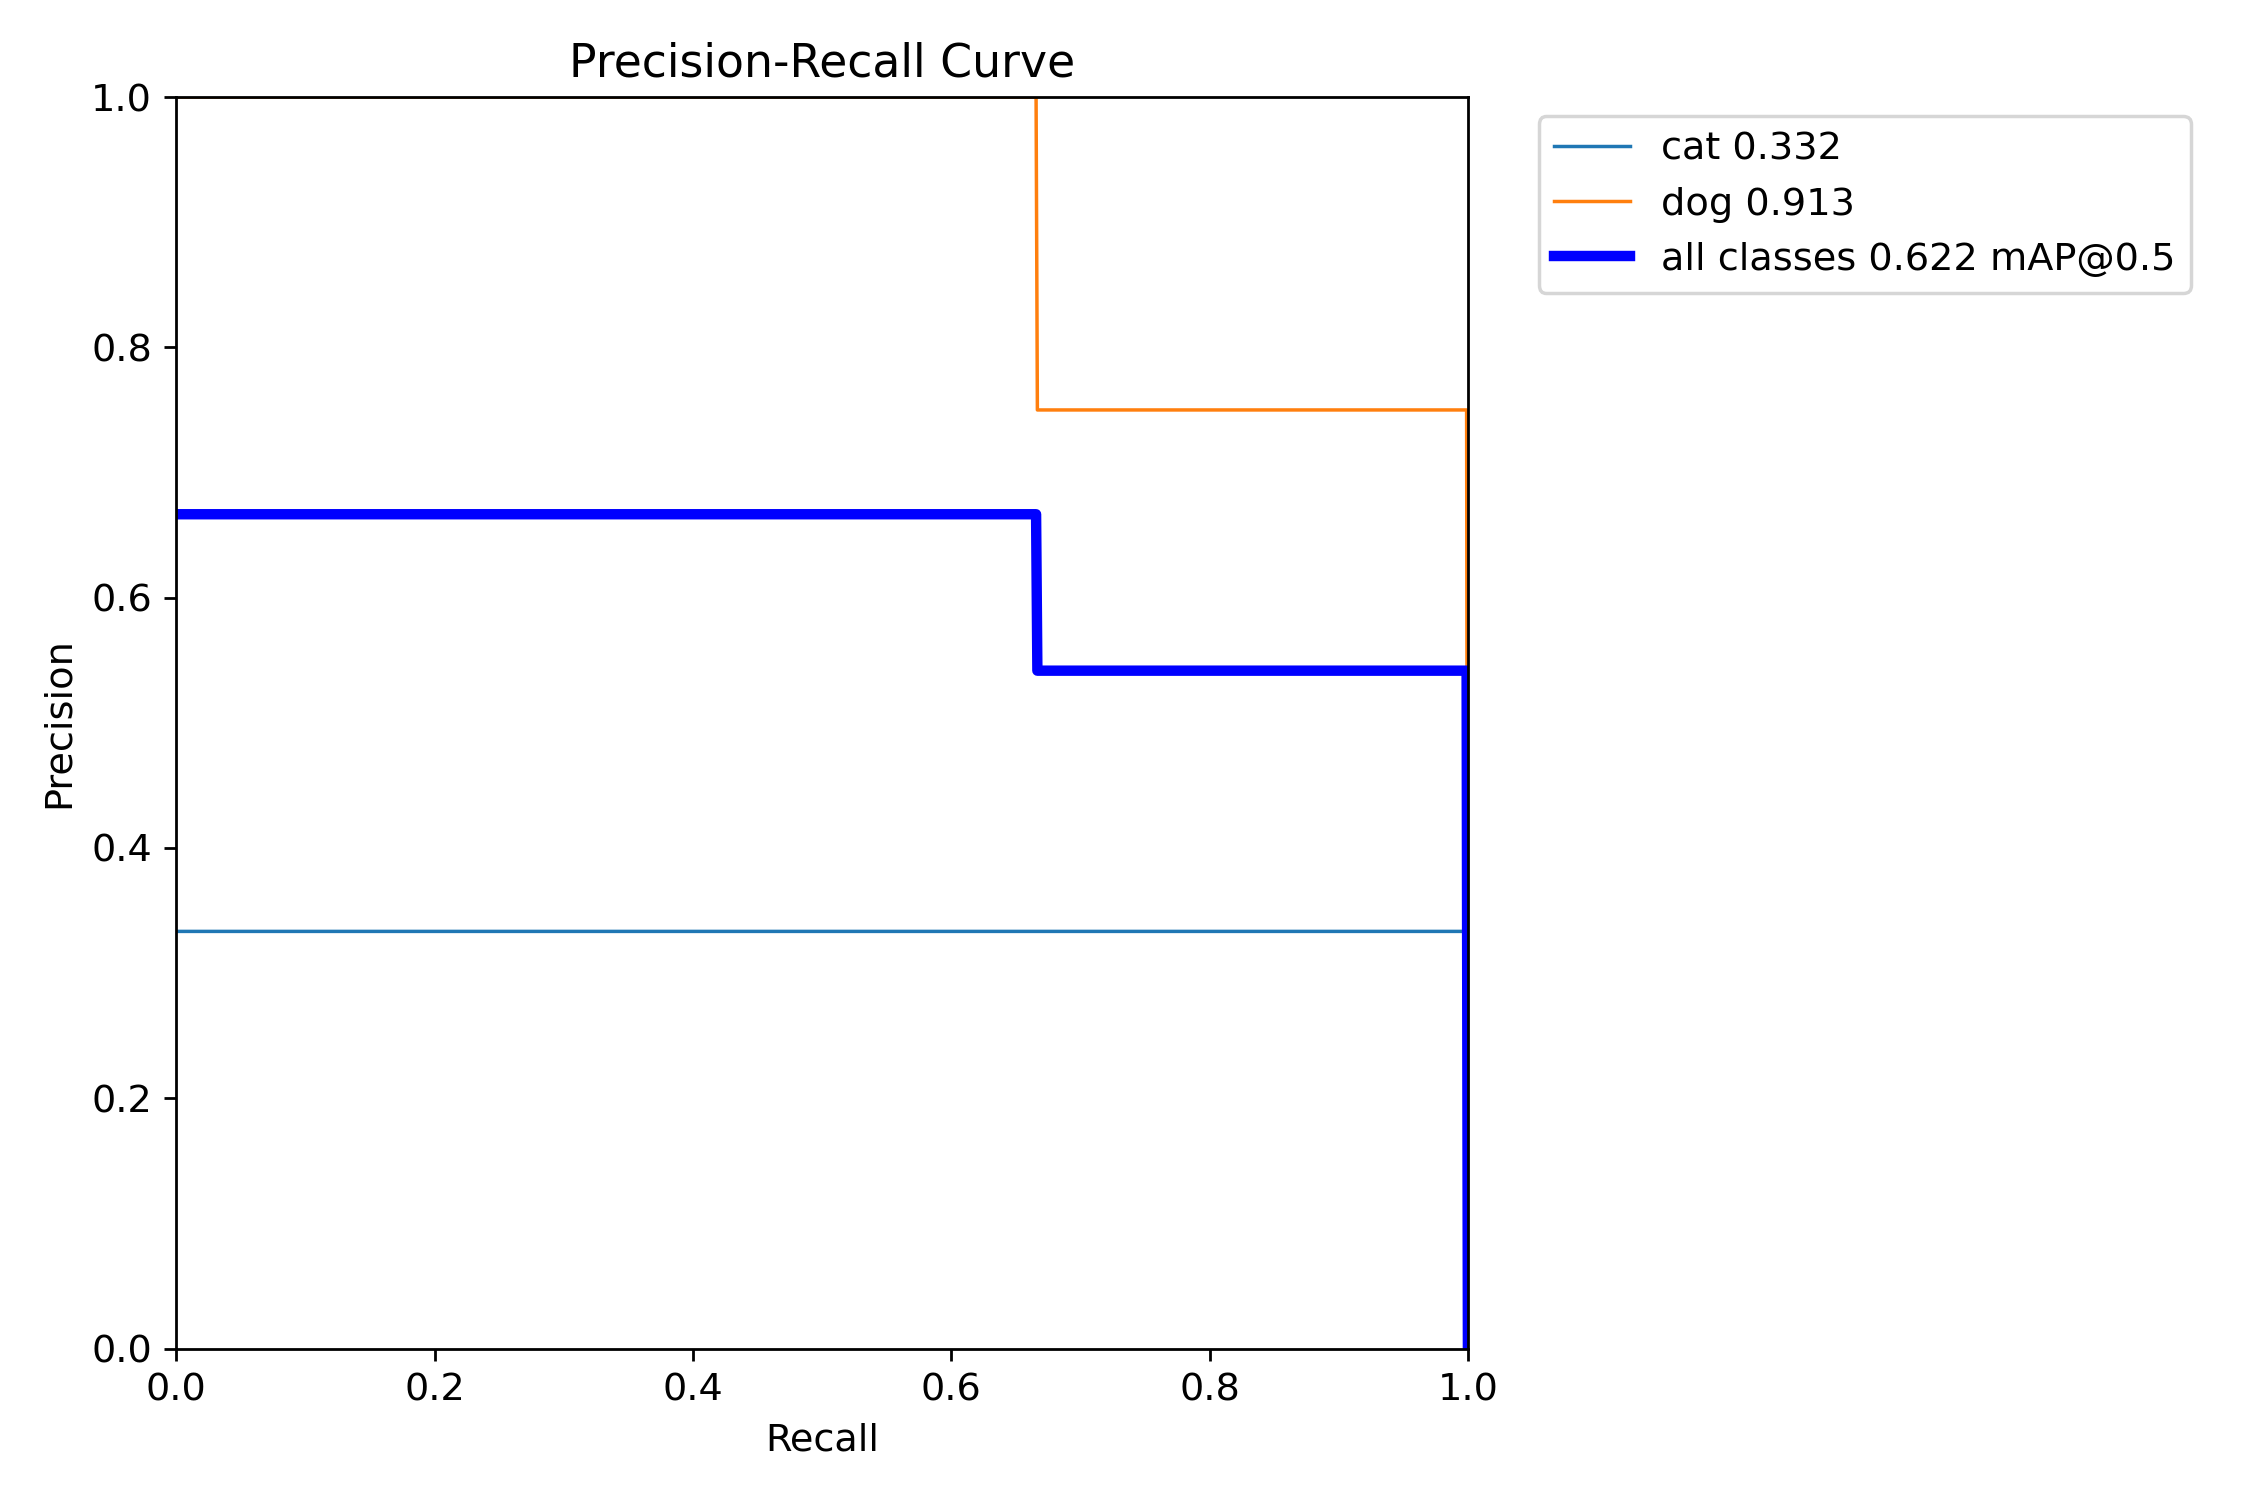 Precision-Recall Curve
1.0
0.8
0.6
0.4
0.2
0.0
Precision
0.0 0.2 0.4 0.6 0.8 1.0
Recall
cat 0.332
dog 0.913
all classes 0.622 mAP@0.5